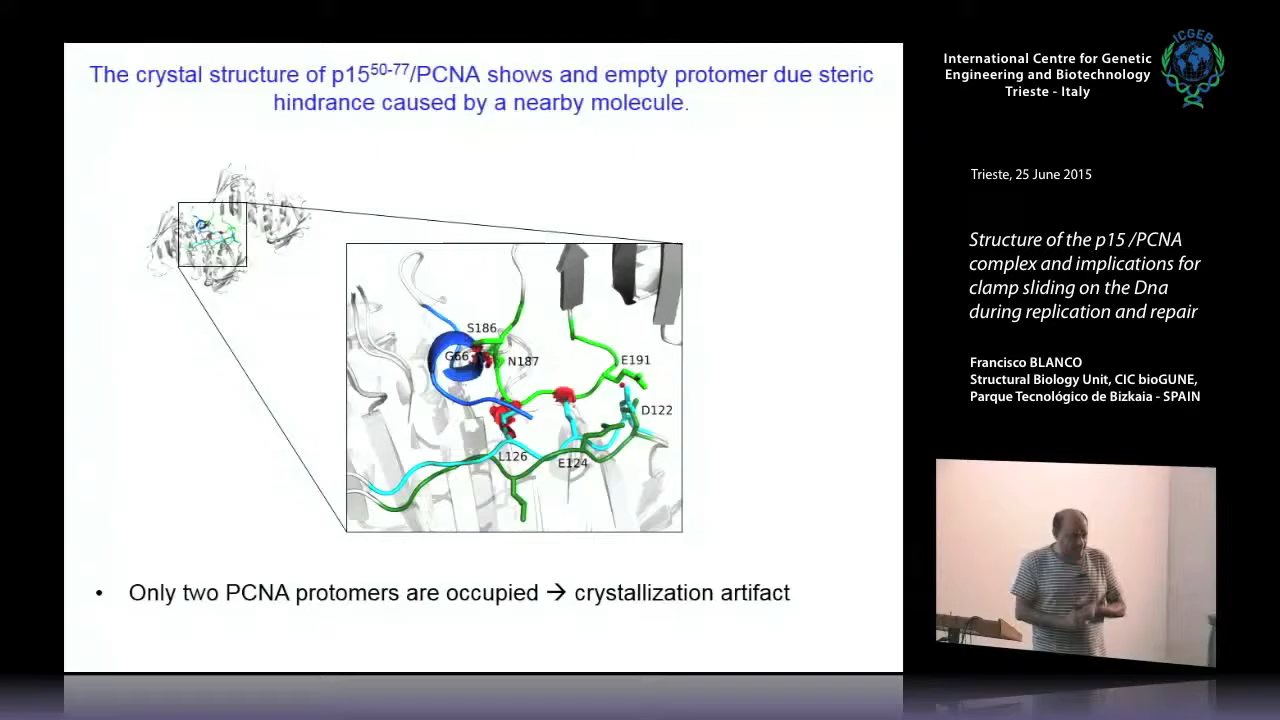 The crystal structure of p15⁵⁰⁻⁷⁷/PCNA shows and empty protomer due steric
hindrance caused by a nearby molecule.
S186
G66
N187
E191
D122
L126
E124
• Only two PCNA protomers are occupied → crystallization artifact
International Centre for Genetic
Engineering and Biotechnology
Trieste - Italy
ICGEB
Trieste, 25 June 2015
Structure of the p15 /PCNA
complex and implications for
clamp sliding on the Dna
during replication and repair
Francisco BLANCO
Structural Biology Unit, CIC bioGUNE,
Parque Tecnológico de Bizkaia - SPAIN